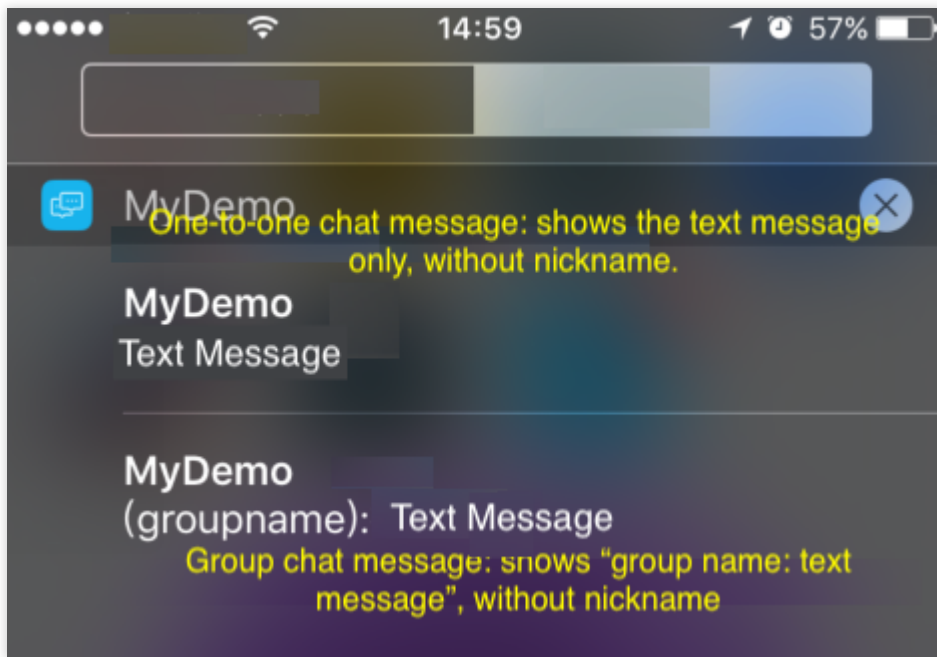 14:59 57%
MyDemo
One-to-one chat message: shows the text message
only, without nickname.
MyDemo
Text Message
MyDemo
(groupname): Text Message
Group chat message: shows “group name: text
message”, without nickname